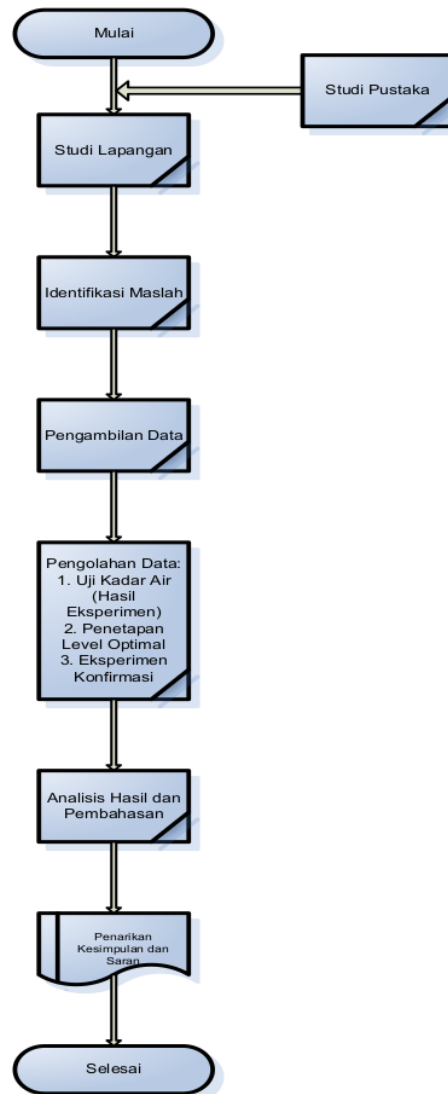 Mulai
Studi Pustaka
Studi Lapangan
Identifikasi Maslah
Pengambilan Data
Pengolahan Data:
1. Uji Kadar Air
(Hasil
Eksperimen)
2. Penetapan
Level Optimal
3. Eksperimen
Konfirmasi
Analisis Hasil dan
Pembahasan
Penarikan
Kesimpulan dan
Saran
Selesai